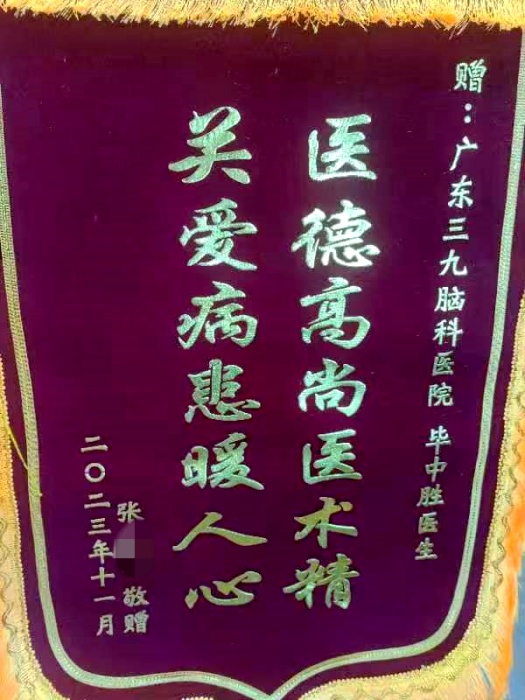 赠：广东三九脑科医院 毕中胜医生
医德高尚医术精
关爱病患暖人心
张 敬赠
二〇二三年十一月